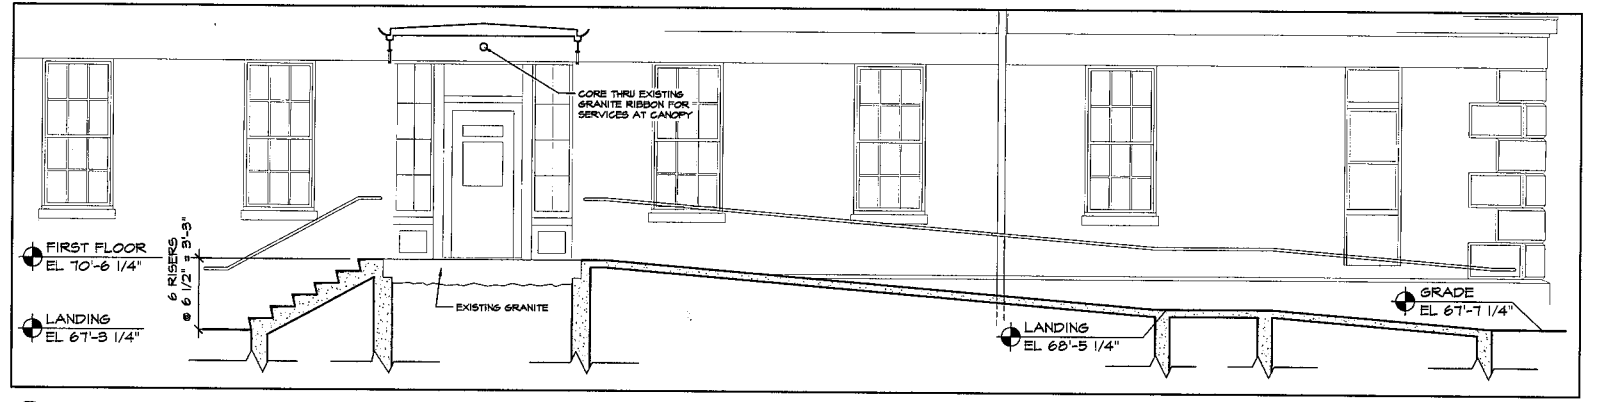 CORE THRU EXISTING
GRANITE RIBBON FOR
SERVICES AT CANOPY
FIRST FLOOR
EL 70'-6 1/4"
6 RISERS
@ 6 1/2" = 3'-3"
LANDING
EL 67'-3 1/4"
EXISTING GRANITE
LANDING
EL 68'-5 1/4"
GRADE
EL 67'-7 1/4"